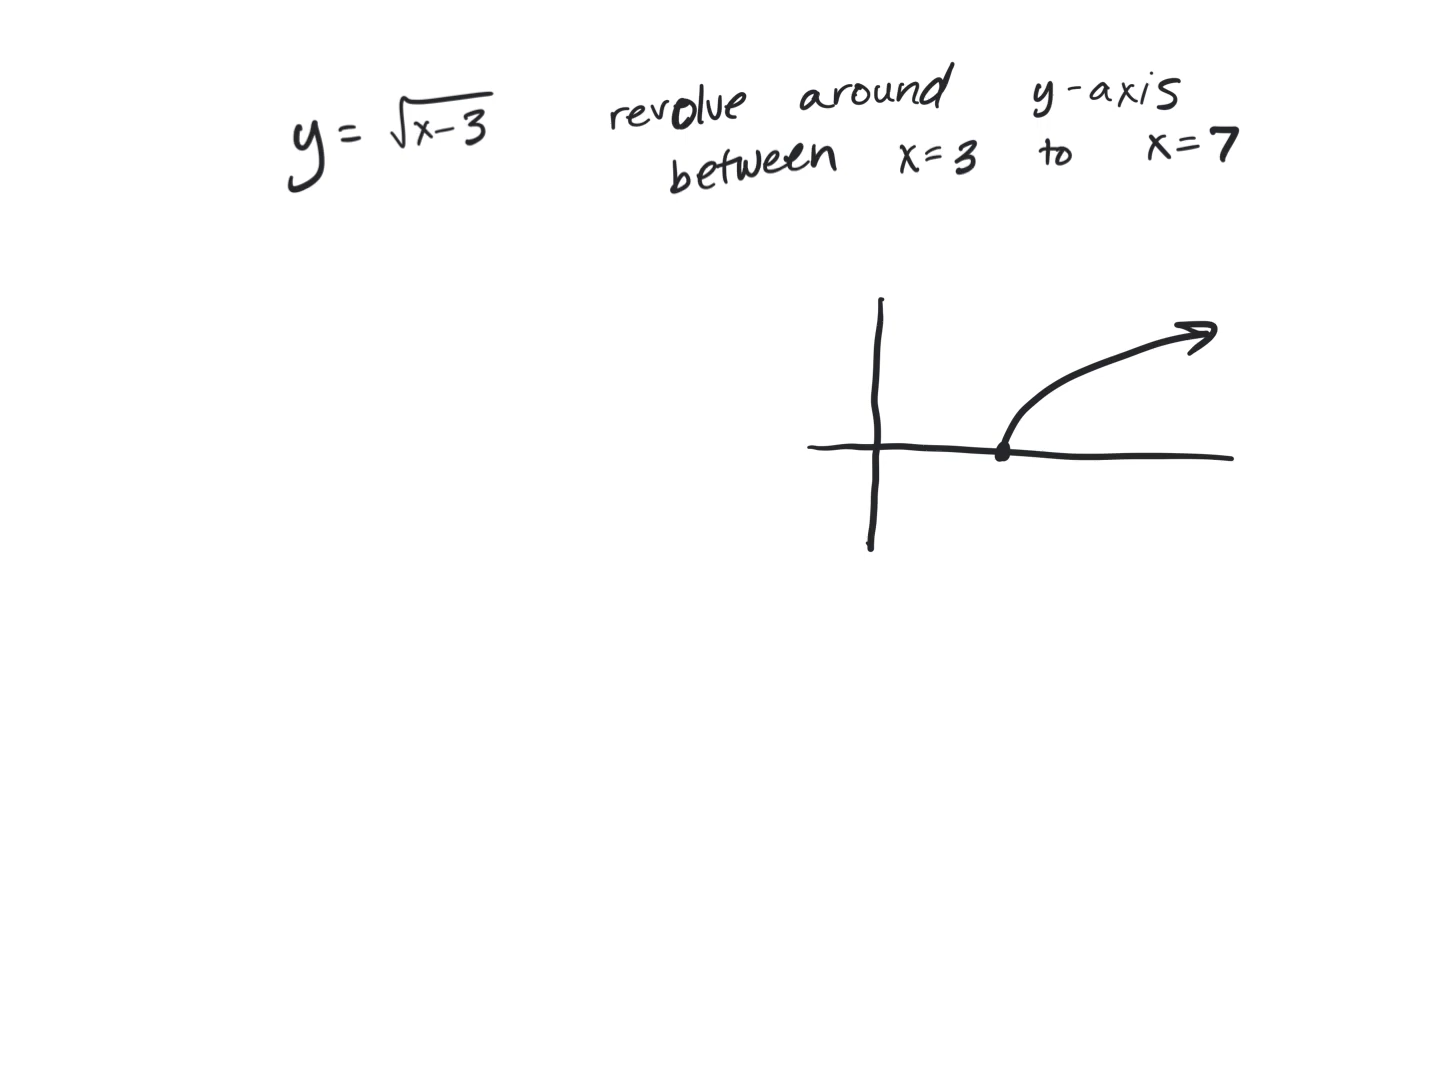 y = √x-3 revolve around y-axis
between x=3 to x=7